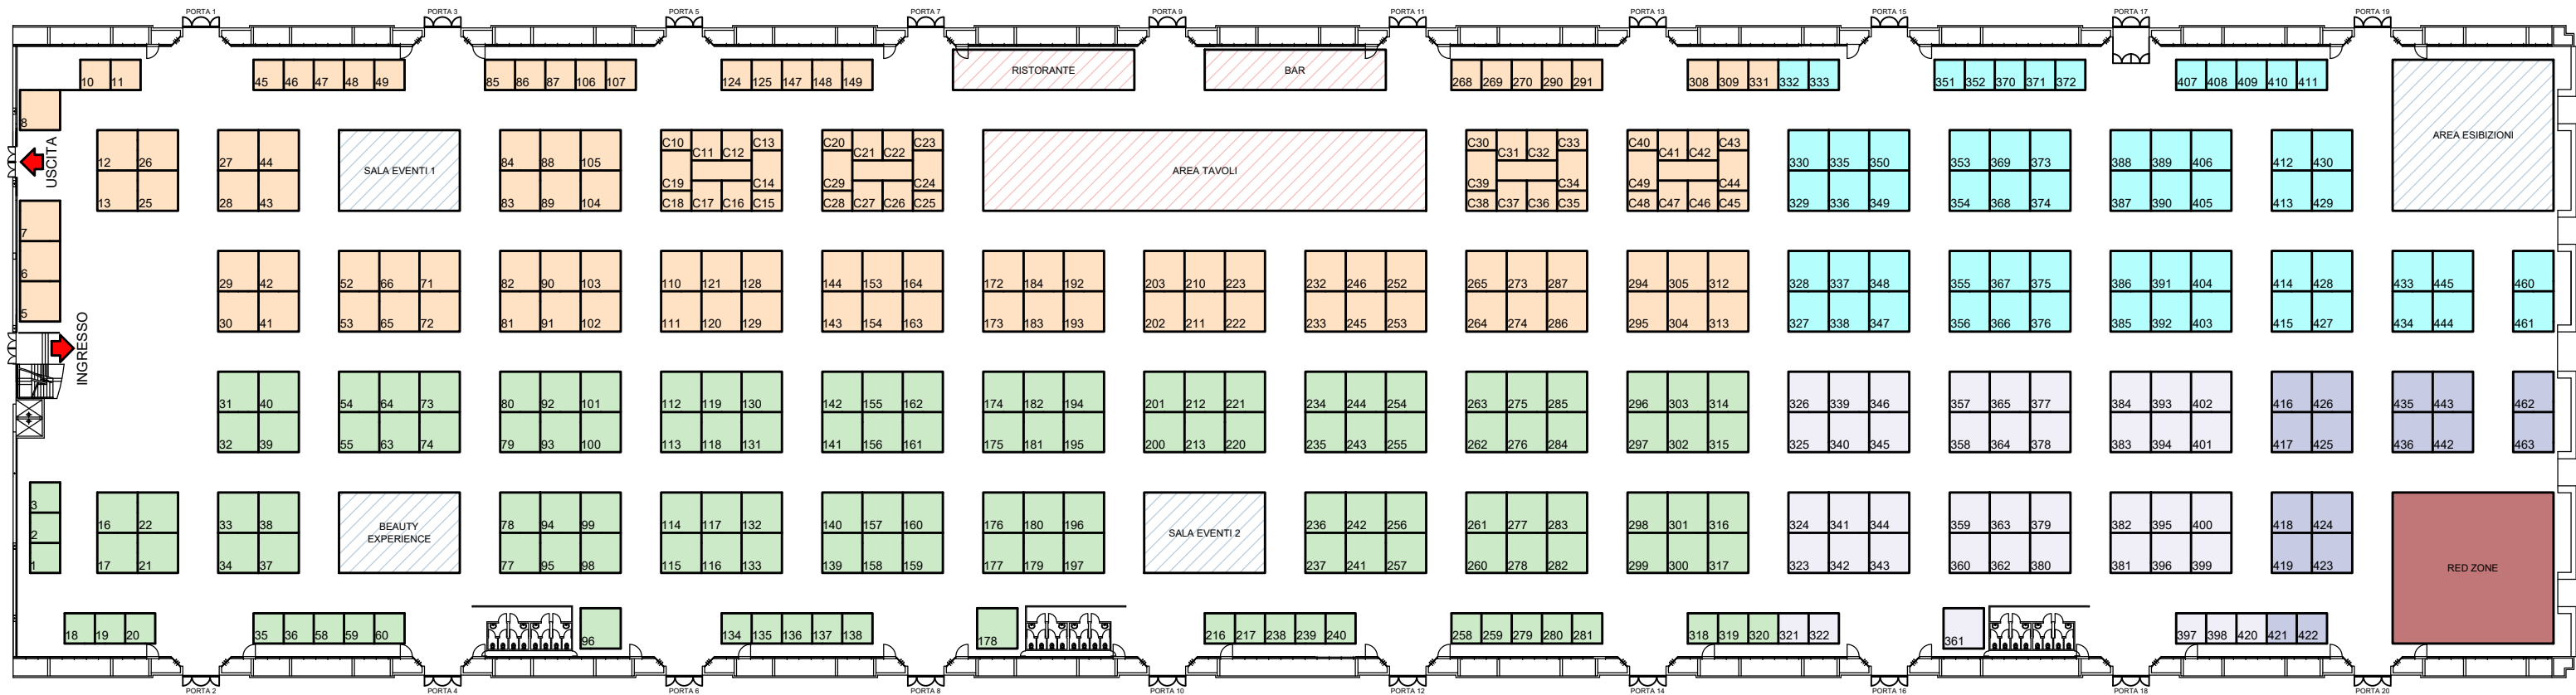 PORTA 1 PORTA 3 PORTA 5 PORTA 7 PORTA 9 PORTA 11 PORTA 13 PORTA 15 PORTA 17 PORTA 19
RISTORANTE BAR
10 11 45 46 47 48 49 85 86 87 106 107 124 125 147 148 149 268 269 270 290 291 308 309 331 332 333 351 352 370 371 372 407 408 409 410 411
8
USCITA
AREA ESIBIZIONI
C10 C13 C20 C23 C30 C33 C40 C43
C11 C12 C21 C22 C31 C32 C41 C42
12 26 27 44 84 88 105 330 335 350 353 369 373 388 389 406 412 430
SALA EVENTI 1 AREA TAVOLI
C19 C14 C29 C24 C39 C34 C49 C44
13 25 28 43 83 89 104 C18 C17 C16 C15 C28 C27 C26 C25 C38 C37 C36 C35 C48 C47 C46 C45 329 336 349 354 368 374 387 390 405 413 429
7
6
29 42 52 66 71 82 90 103 110 121 128 144 153 164 172 184 192 203 210 223 232 246 252 265 273 287 294 305 312 328 337 348 355 367 375 386 391 404 414 428 433 445 460
5
30 41 53 65 72 81 91 102 111 120 129 143 154 163 173 183 193 202 211 222 233 245 253 264 274 286 295 304 313 327 338 347 356 366 376 385 392 403 415 427 434 444 461
INGRESSO
31 40 54 64 73 80 92 101 112 119 130 142 155 162 174 182 194 201 212 221 234 244 254 263 275 285 296 303 314 326 339 346 357 365 377 384 393 402 416 426 435 443 462
32 39 55 63 74 79 93 100 113 118 131 141 156 161 175 181 195 200 213 220 235 243 255 262 276 284 297 302 315 325 340 345 358 364 378 383 394 401 417 425 436 442 463
3
16 22 33 38 78 94 99 114 117 132 140 157 160 176 180 196 236 242 256 261 277 283 298 301 316 324 341 344 359 363 379 382 395 400 418 424
2
BEAUTY
EXPERIENCE
SALA EVENTI 2
1 17 21 34 37 77 95 98 115 116 133 139 158 159 177 179 197 237 241 257 260 278 282 299 300 317 323 342 343 360 362 380 381 396 399 419 423
RED ZONE
18 19 20 35 36 58 59 60 96 134 135 136 137 138 178 216 217 238 239 240 258 259 279 280 281 318 319 320 321 322 361 397 398 420 421 422
PORTA 2 PORTA 4 PORTA 6 PORTA 8 PORTA 10 PORTA 12 PORTA 14 PORTA 16 PORTA 18 PORTA 20